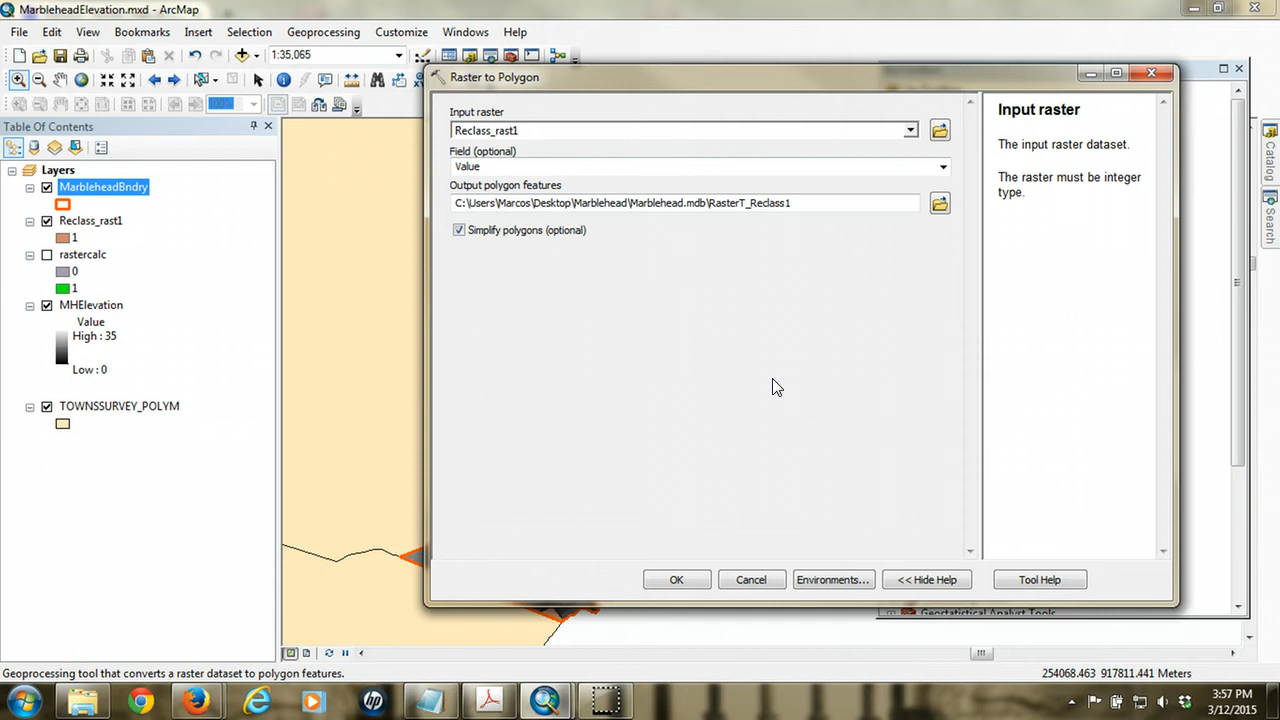 MarbleheadElevation.mxd - ArcMap
File Edit View Bookmarks Insert Selection Geoprocessing Customize Windows Help
1:35,065
Table Of Contents
Layers
MarbleheadBndry
Reclass_rast1
1
rastercalc
0
1
MHElevation
Value
High : 35
Low : 0
TOWNSSURVEY_POLYM
Raster to Polygon
Input raster
Reclass_rast1
Field (optional)
Value
Output polygon features
C:\Users\Marcos\Desktop\Marblehead\Marblehead.mdb\RasterT_Reclass1
Simplify polygons (optional)
OK Cancel Environments... << Hide Help Tool Help
Input raster
The input raster dataset.
The raster must be integer
type.
Catalog
Search
Geostatistical Analyst Tools
Geoprocessing tool that converts a raster dataset to polygon features.
254068.463 917811.441 Meters
hp
3:57 PM
3/12/2015